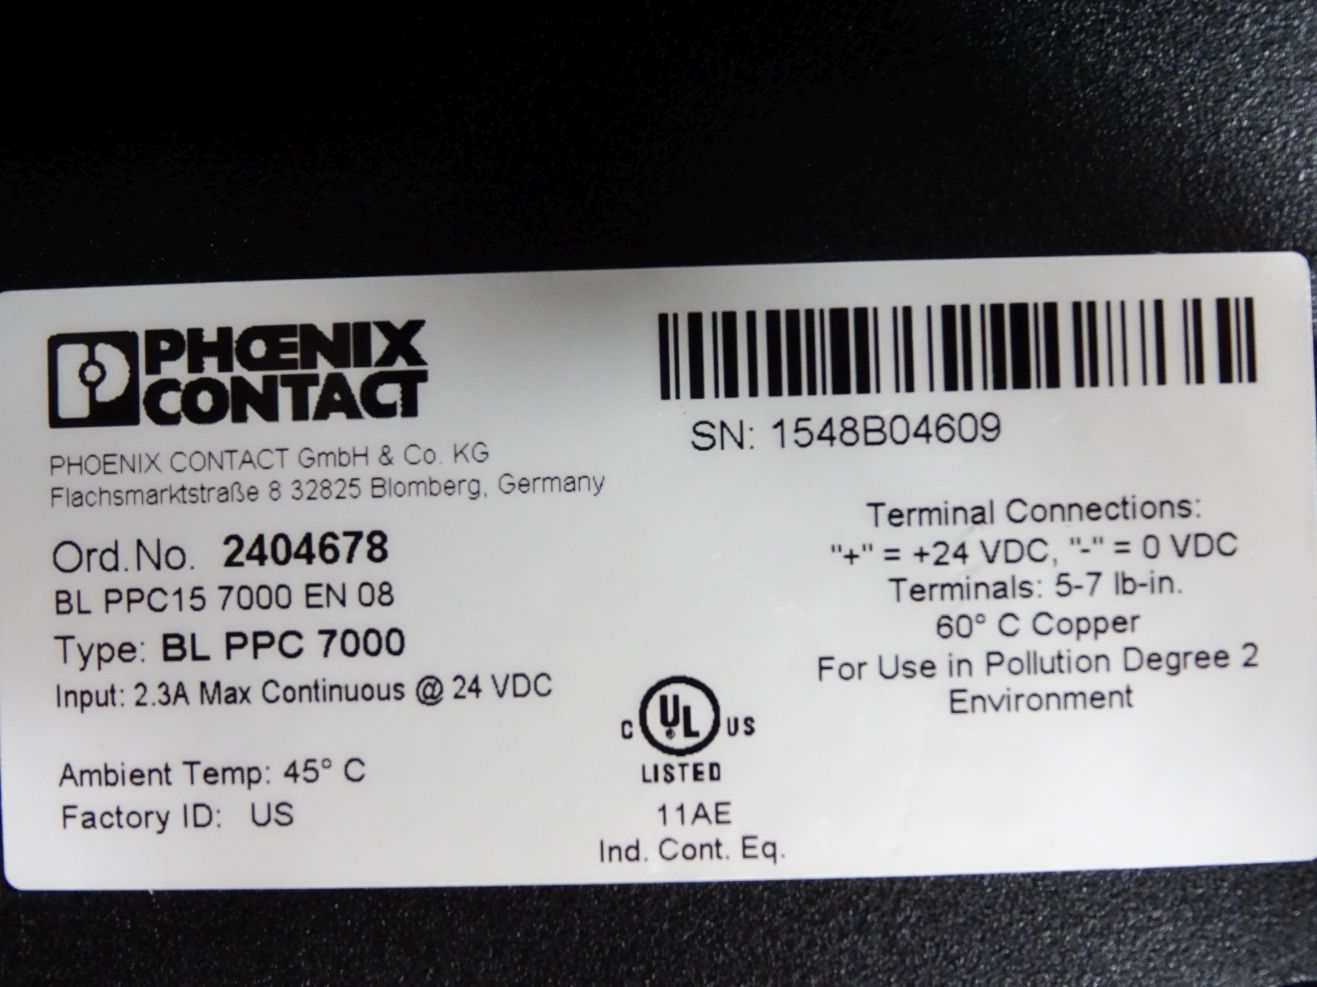 PHŒNIX
CONTACT
PHOENIX CONTACT GmbH & Co. KG
Flachsmarktstraße 8 32825 Blomberg, Germany
Ord.No. 2404678
BL PPC15 7000 EN 08
Type: BL PPC 7000
Input: 2.3A Max Continuous @ 24 VDC
Ambient Temp: 45° C
Factory ID: US
SN: 1548B04609
Terminal Connections:
"+" = +24 VDC, "-" = 0 VDC
Terminals: 5-7 lb-in.
60° C Copper
For Use in Pollution Degree 2
Environment
C UL® US
LISTED
11AE
Ind. Cont. Eq.